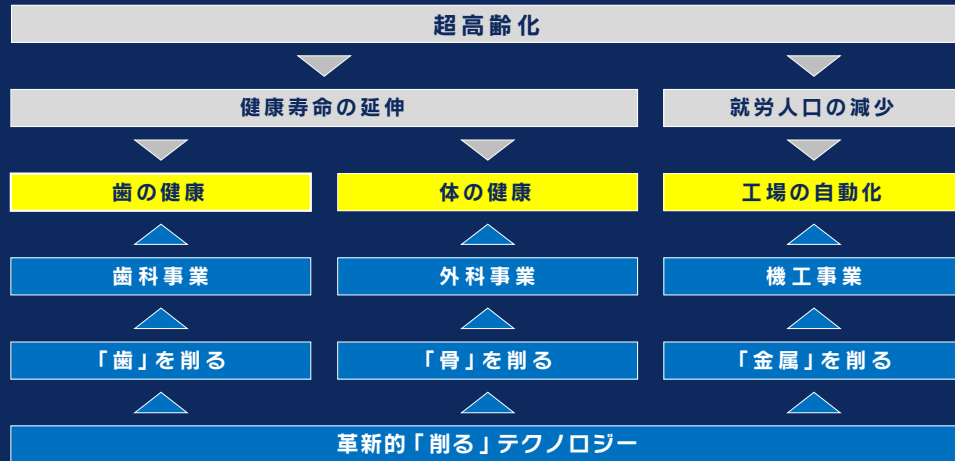 超高齢化
健康寿命の延伸
就労人口の減少
歯の健康
体の健康
工場の自動化
歯科事業
外科事業
機工事業
「歯」を削る
「骨」を削る
「金属」を削る
革新的「削る」テクノロジー